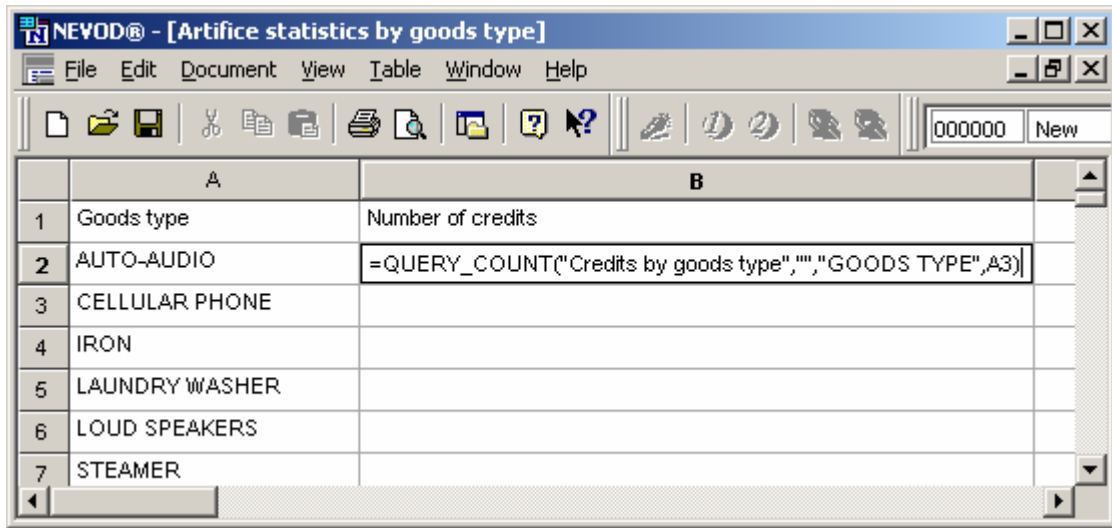 NEVOD® - [Artifice statistics by goods type]
File Edit Document View Table Window Help
1) 2) 000000 New
A B
1 Goods type Number of credits
2 AUTO-AUDIO =QUERY_COUNT("Credits by goods type","","GOODS TYPE",A3)
3 CELLULAR PHONE
4 IRON
5 LAUNDRY WASHER
6 LOUD SPEAKERS
7 STEAMER